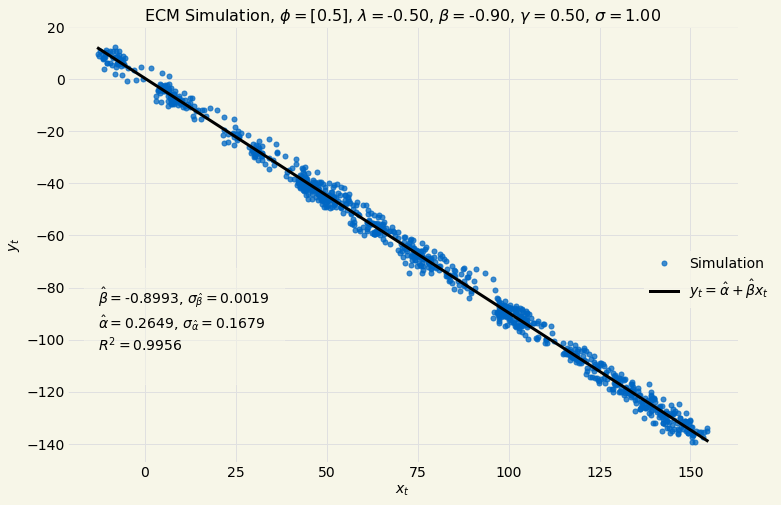 ECM Simulation, ϕ = [0.5], λ = -0.50, β = -0.90, γ = 0.50, σ = 1.00
20
0
−20
−40
−60
−80
−100
−120
−140
y_t
Simulation
y_t = α̂ + β̂x_t
β̂ = -0.8993, σ_β̂ = 0.0019
α̂ = 0.2649, σ_α̂ = 0.1679
R² = 0.9956
0 25 50 75 100 125 150
x_t